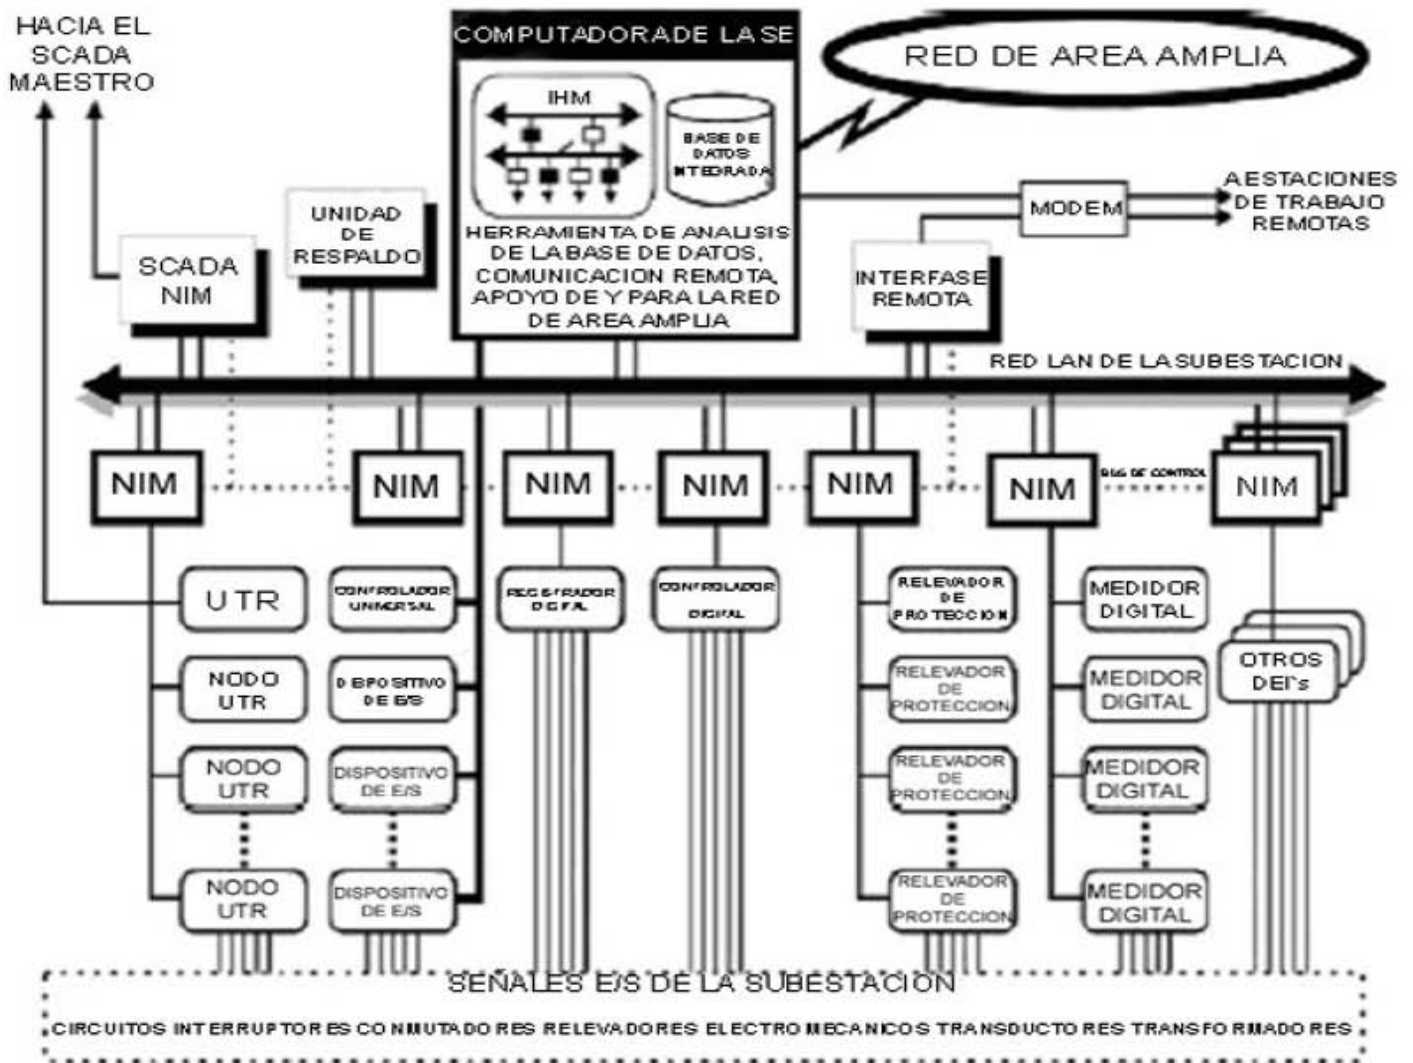 HACIA EL
SCADA
MAESTRO
COMPUTADORA DE LA SE
RED DE AREA AMPLIA
IHM
BASE DE
DATOS
INTEGRADA
HERRAMIENTA DE ANALISIS
DE LA BASE DE DATOS,
COMUNICACION REMOTA,
APOYO DE Y PARA LA RED
DE AREA AMPLIA
UNIDAD
DE
RESPALDO
SCADA
NIM
MODEM
A ESTACIONES
DE TRABAJO
REMOTAS
INTERFASE
REMOTA
RED LAN DE LA SUBESTACION
NIM
NIM
NIM
NIM
NIM
NIM
BUS DE CONTROL
NIM
UTR
CONTROLADOR
UNIVERSAL
REGISTRADOR
DIGITAL
CONTROLADOR
DIGITAL
RELEVADOR
DE
PROTECCION
MEDIDOR
DIGITAL
NODO
UTR
DISPOSITIVO
DE E/S
RELEVADOR
DE
PROTECCION
MEDIDOR
DIGITAL
OTROS
DEI's
NODO
UTR
DISPOSITIVO
DE E/S
RELEVADOR
DE
PROTECCION
MEDIDOR
DIGITAL
NODO
UTR
DISPOSITIVO
DE E/S
RELEVADOR
DE
PROTECCION
MEDIDOR
DIGITAL
SEÑALES E/S DE LA SUBESTACION
CIRCUITOS INTERRUPTORES CONMUTADORES RELEVADORES ELECTROMECANICOS TRANSDUCTORES TRANSFORMADORES